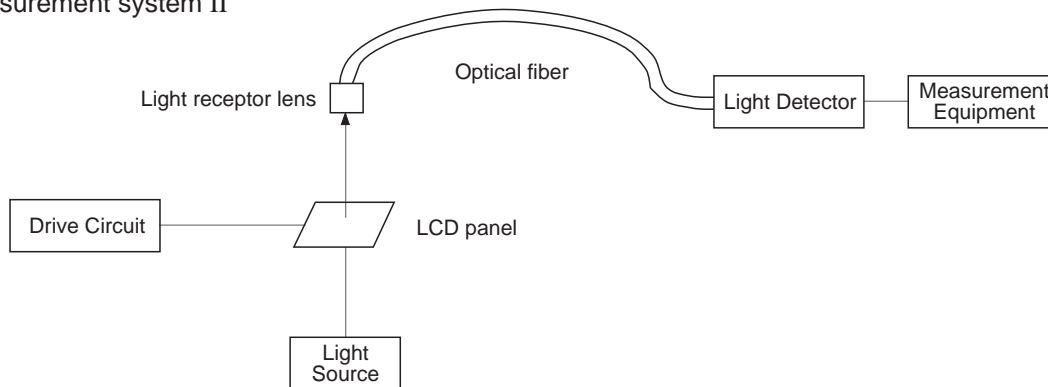 surement system II
Optical fiber
Light receptor lens
Light Detector
Measurement
Equipment
Drive Circuit
LCD panel
Light
Source